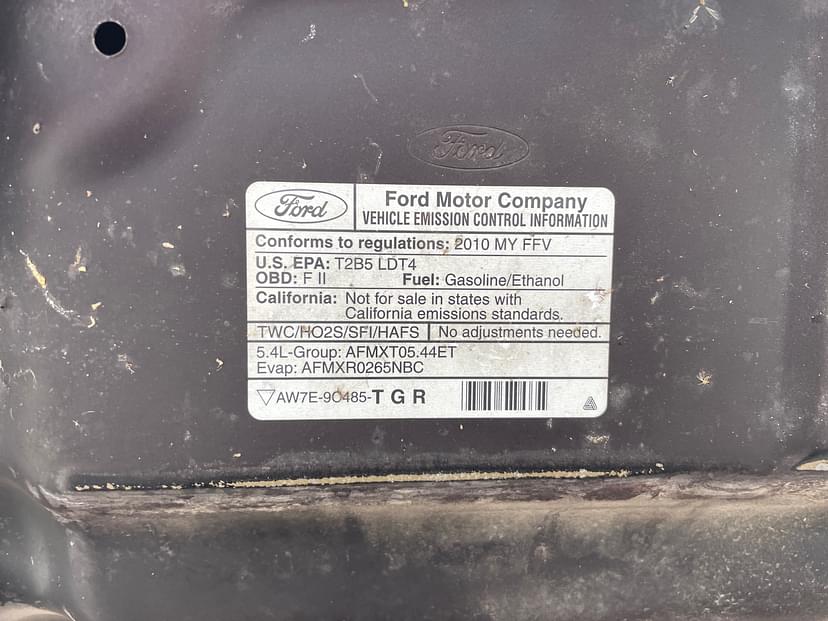 Ford
Ford
Ford Motor Company
VEHICLE EMISSION CONTROL INFORMATION
Conforms to regulations: 2010 MY FFV
U.S. EPA: T2B5 LDT4
OBD: F II Fuel: Gasoline/Ethanol
California: Not for sale in states with
California emissions standards.
TWC/HO2S/SFI/HAFS No adjustments needed.
5.4L-Group: AFMXT05.44ET
Evap: AFMXR0265NBC
▽AW7E-9C485-T G R